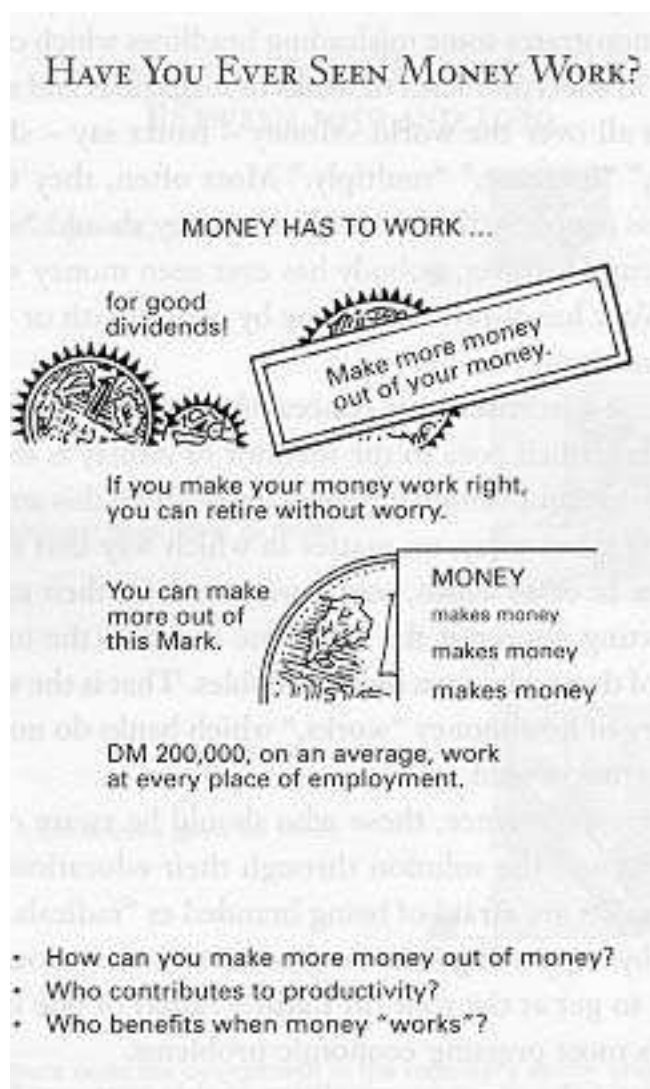 HAVE YOU EVER SEEN MONEY WORK?
MONEY HAS TO WORK ...
for good
dividends!
Make more money
out of your money.
If you make your money work right,
you can retire without worry.
You can make
more out of
this Mark.
MONEY
makes money
makes money
makes money
DM 200,000, on an average, work
at every place of employment.
• How can you make more money out of money?
• Who contributes to productivity?
• Who benefits when money "works"?